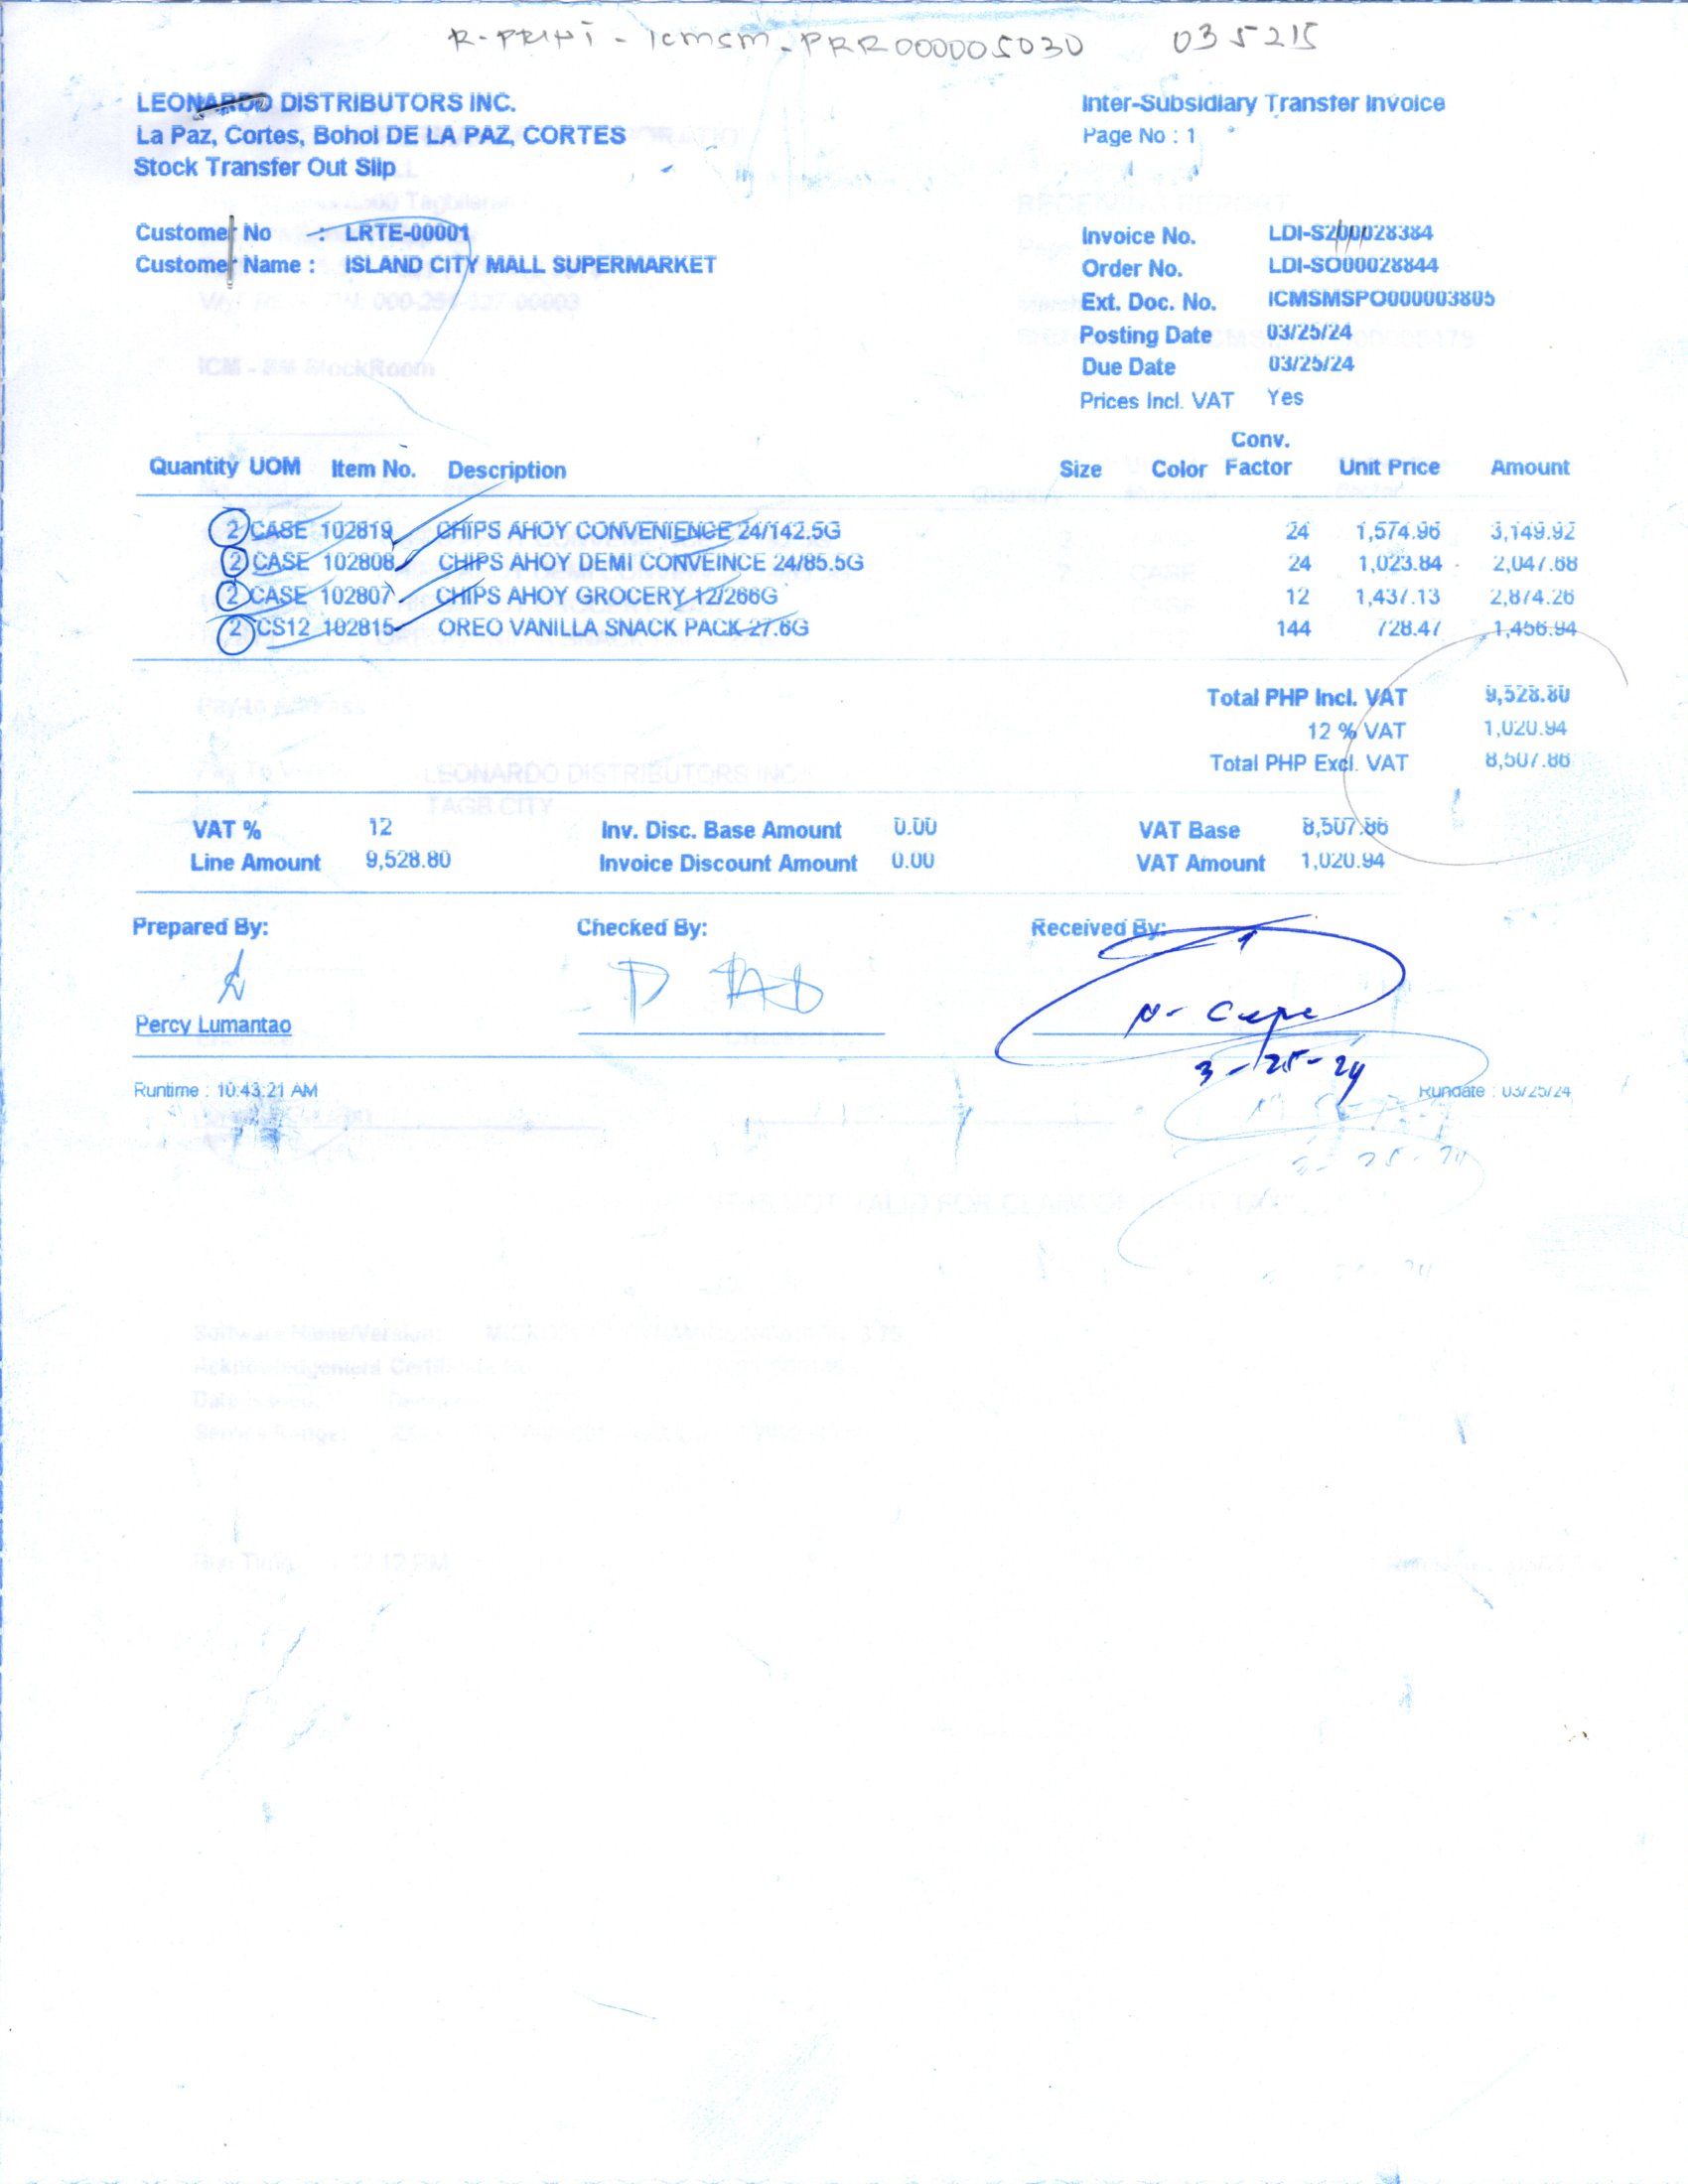 R-PRIHI - ICMSM-PRR000005030 035215
LEONARDO DISTRIBUTORS INC.
La Paz, Cortes, Bohol DE LA PAZ, CORTES
Stock Transfer Out Slip
Inter-Subsidiary Transfer Invoice
Page No : 1
Customer No : LRTE-00001
Customer Name : ISLAND CITY MALL SUPERMARKET
Invoice No. LDI-S200028384
Order No. LDI-SO00028844
Ext. Doc. No. ICMSMSPO000003805
Posting Date 03/25/24
Due Date 03/25/24
Prices Incl. VAT Yes
Quantity UOM Item No. Description Size Color Conv. Factor Unit Price Amount
2 CASE 102819 CHIPS AHOY CONVENIENCE 24/142.5G 24 1,574.96 3,149.92
2 CASE 102808 CHIPS AHOY DEMI CONVEINCE 24/85.5G 24 1,023.84 2,047.68
2 CASE 102807 CHIPS AHOY GROCERY 12/266G 12 1,437.13 2,874.26
2 CS12 102815 OREO VANILLA SNACK PACK 27.6G 144 728.47 1,456.94
Total PHP Incl. VAT 9,528.80
12 % VAT 1,020.94
Total PHP Excl. VAT 8,507.86
VAT % 12 Inv. Disc. Base Amount 0.00 VAT Base 8,507.86
Line Amount 9,528.80 Invoice Discount Amount 0.00 VAT Amount 1,020.94
Prepared By: Checked By: Received By:
Percy Lumantao
3-25-24
Runtime : 10:43:21 AM Rundate : 03/25/24
LEONARDO DISTRIBUTORS INC
TAGB CITY